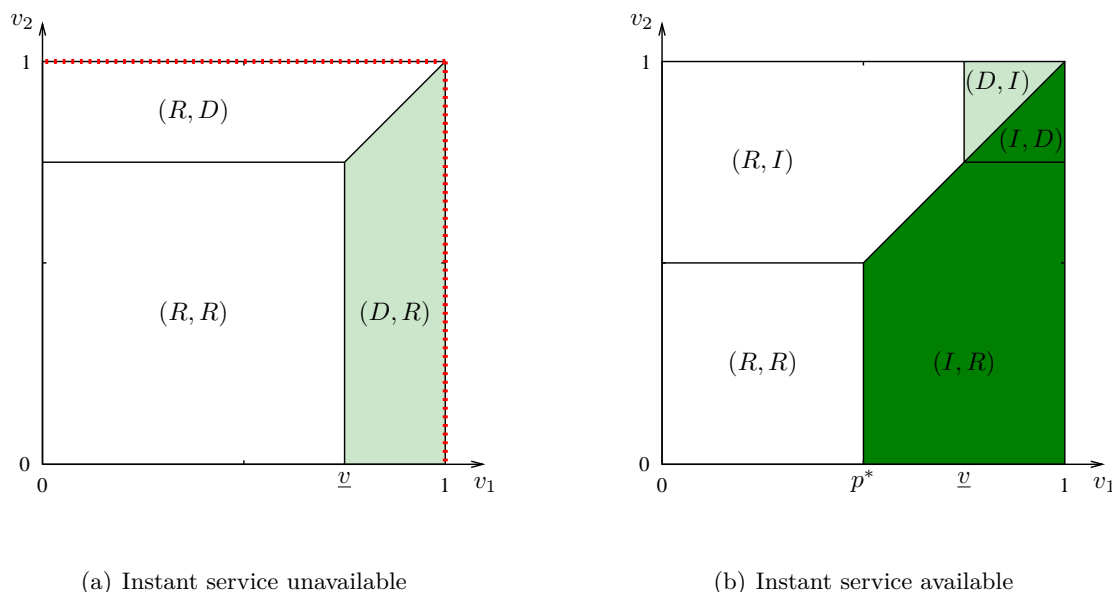 v₂
1
(R, D)
(R, R)
(D, R)
0
0
v̲
1
v₁
(a) Instant service unavailable
v₂
1
(D, I)
(I, D)
(R, I)
(R, R)
(I, R)
0
0
p*
v̲
1
v₁
(b) Instant service available